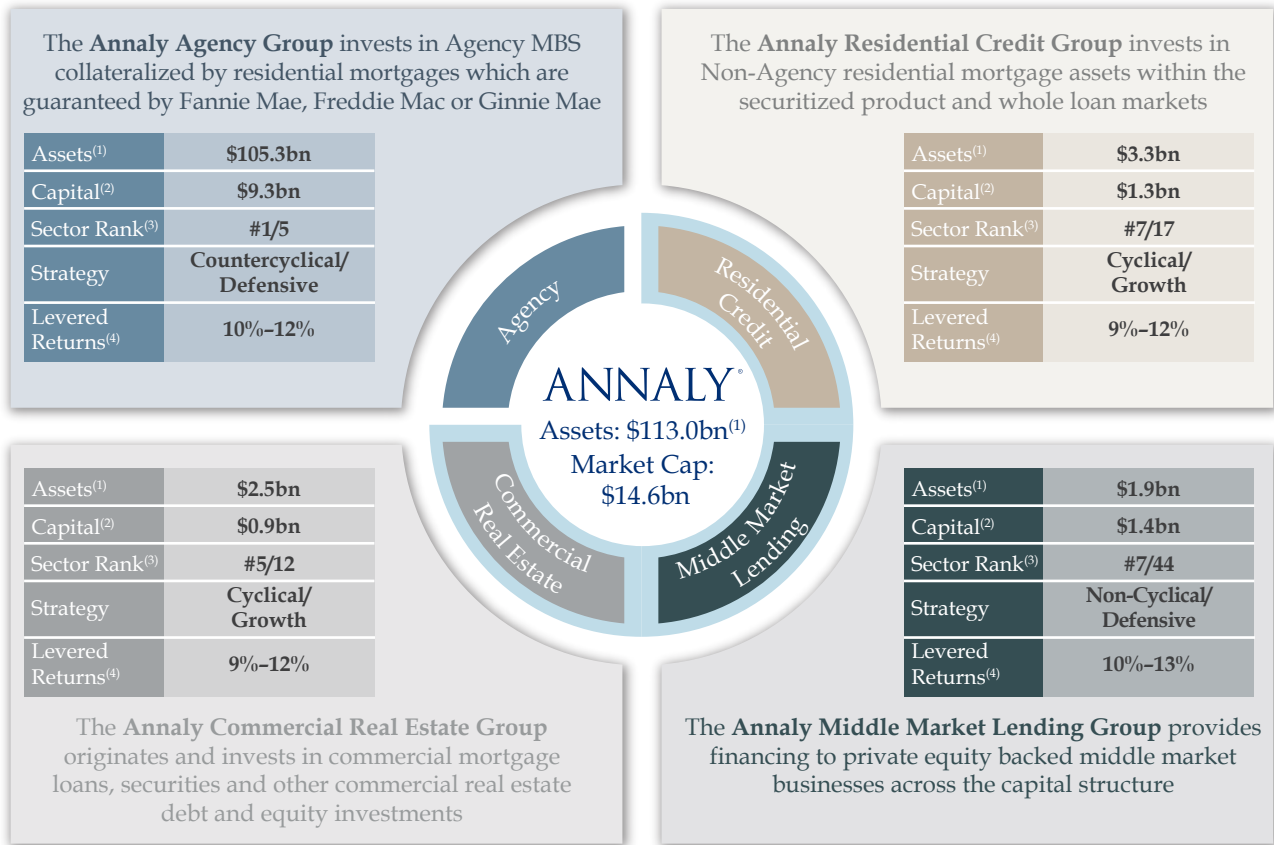 The Annaly Agency Group invests in Agency MBS
collateralized by residential mortgages which are
guaranteed by Fannie Mae, Freddie Mac or Ginnie Mae
Assets(1) $105.3bn
Capital(2) $9.3bn
Sector Rank(3) #1/5
Strategy Countercyclical/
Defensive
Levered
Returns(4) 10%–12%
The Annaly Residential Credit Group invests in
Non-Agency residential mortgage assets within the
securitized product and whole loan markets
Assets(1) $3.3bn
Capital(2) $1.3bn
Sector Rank(3) #7/17
Strategy Cyclical/
Growth
Levered
Returns(4) 9%–12%
Agency
Residential
Credit
ANNALY®
Assets: $113.0bn(1)
Market Cap:
$14.6bn
Commercial
Real Estate
Middle Market
Lending
Assets(1) $2.5bn
Capital(2) $0.9bn
Sector Rank(3) #5/12
Strategy Cyclical/
Growth
Levered
Returns(4) 9%–12%
The Annaly Commercial Real Estate Group
originates and invests in commercial mortgage
loans, securities and other commercial real estate
debt and equity investments
Assets(1) $1.9bn
Capital(2) $1.4bn
Sector Rank(3) #7/44
Strategy Non-Cyclical/
Defensive
Levered
Returns(4) 10%–13%
The Annaly Middle Market Lending Group provides
financing to private equity backed middle market
businesses across the capital structure